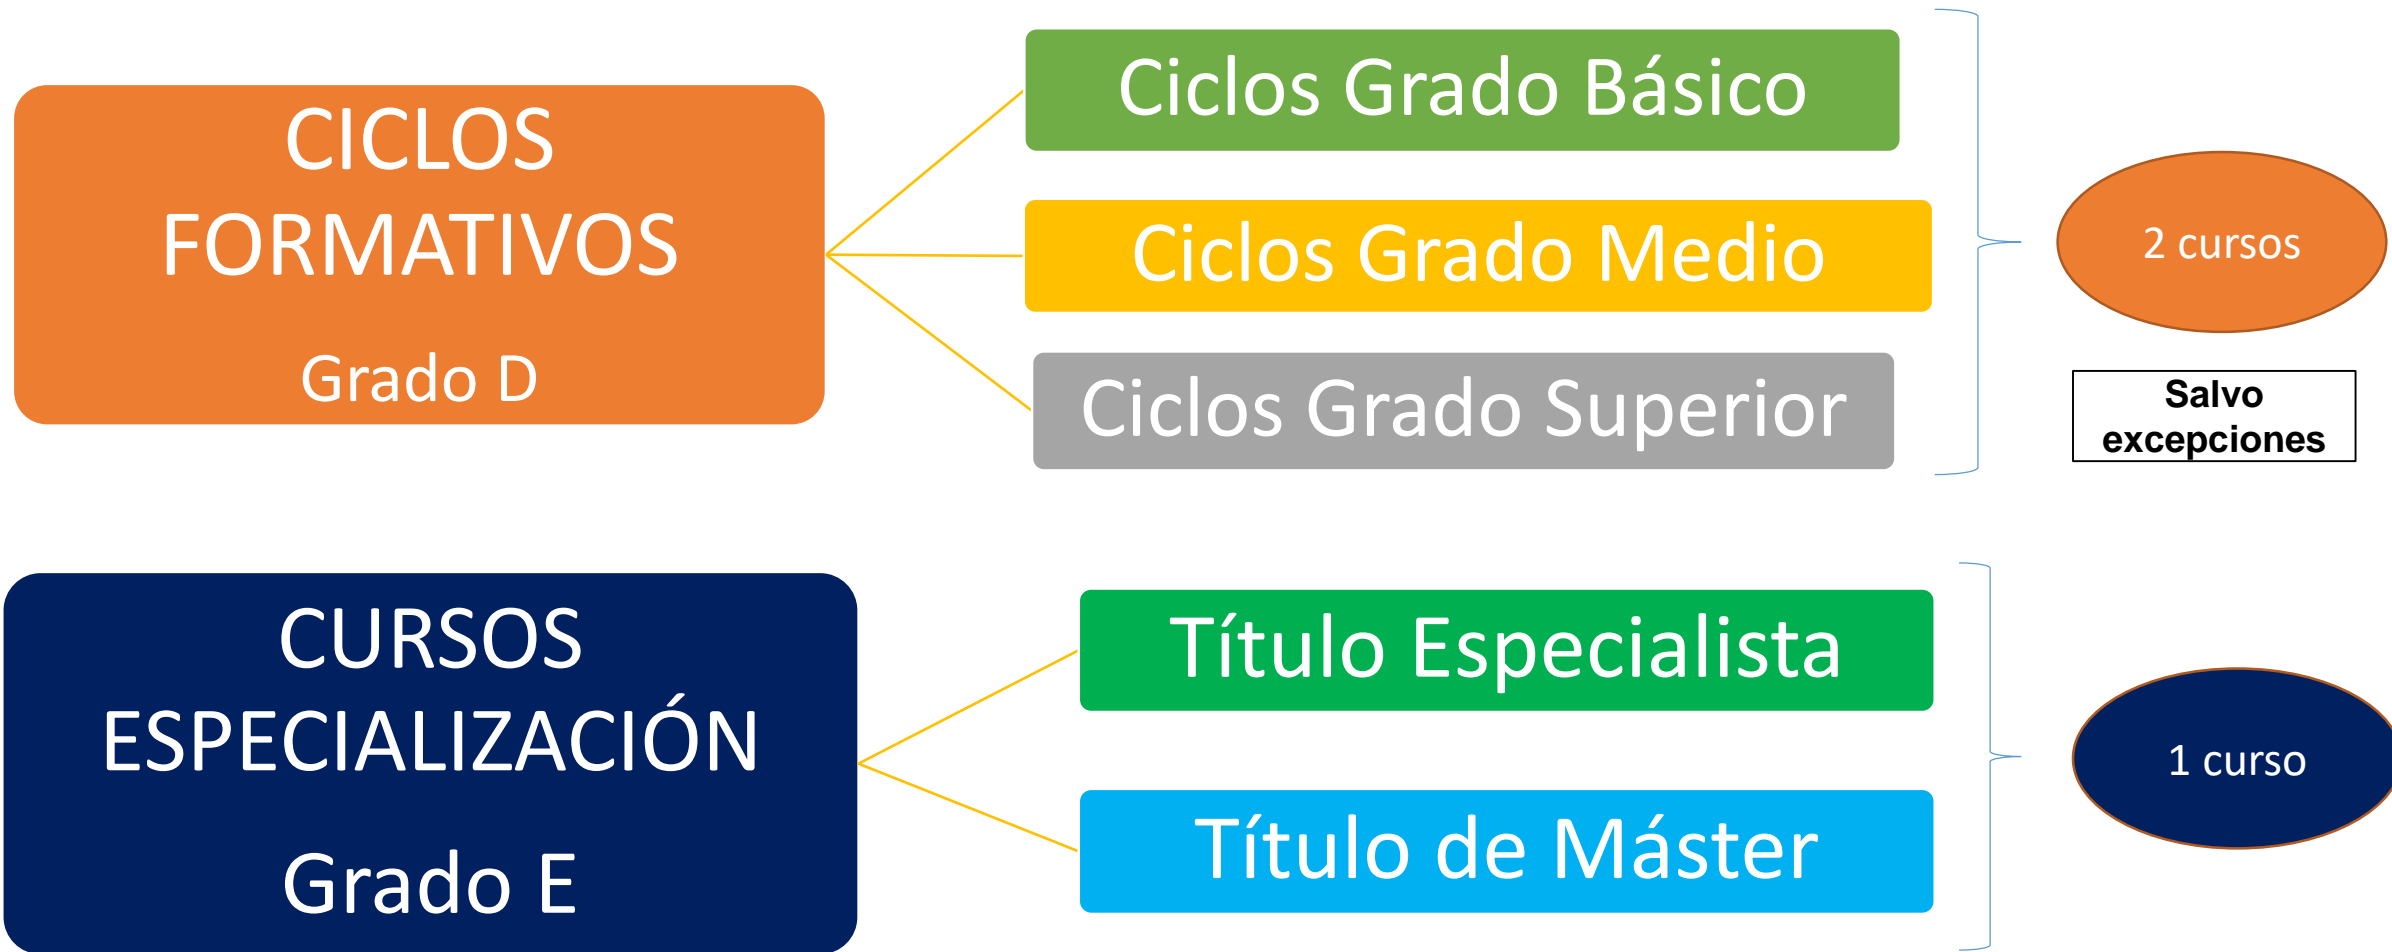 CICLOS
FORMATIVOS
Grado D
Ciclos Grado Básico
Ciclos Grado Medio
Ciclos Grado Superior
2 cursos
Salvo
excepciones
CURSOS
ESPECIALIZACIÓN
Grado E
Título Especialista
Título de Máster
1 curso